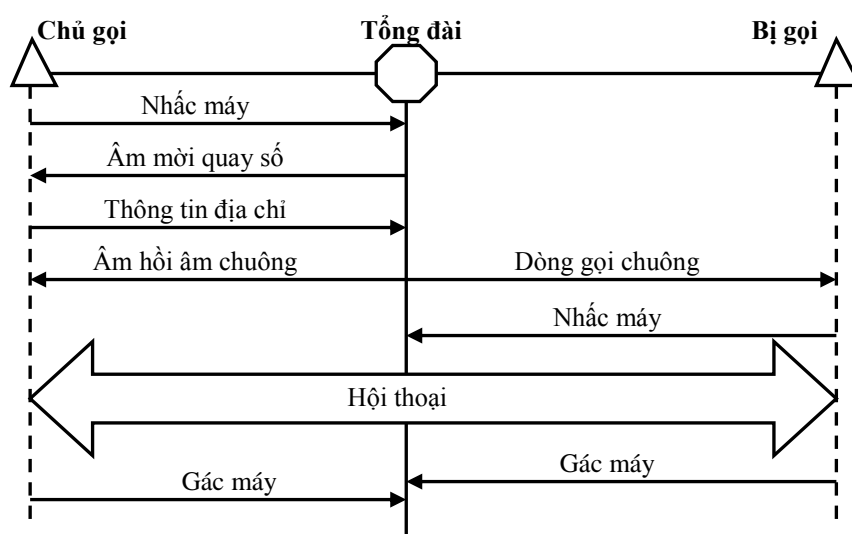 Chủ gọi Tổng đài Bị gọi
Nhấc máy
Âm mời quay số
Thông tin địa chỉ
Âm hồi âm chuông Dòng gọi chuông
Nhấc máy
Hội thoại
Gác máy
Gác máy